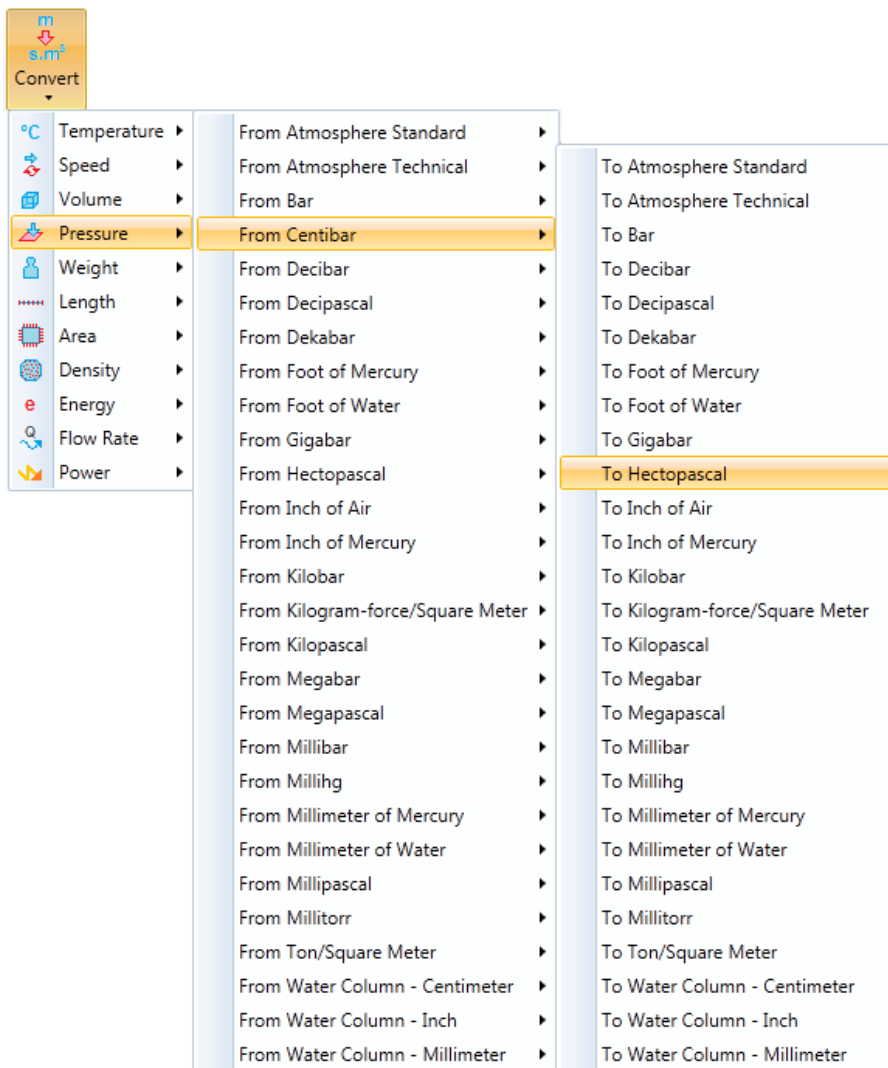 m
s.m³
Convert
°C Temperature
Speed
Volume
Pressure
Weight
Length
Area
Density
e Energy
Q Flow Rate
Power
From Atmosphere Standard
From Atmosphere Technical
From Bar
From Centibar
From Decibar
From Decipascal
From Dekabar
From Foot of Mercury
From Foot of Water
From Gigabar
From Hectopascal
From Inch of Air
From Inch of Mercury
From Kilobar
From Kilogram-force/Square Meter
From Kilopascal
From Megabar
From Megapascal
From Millibar
From Millihg
From Millimeter of Mercury
From Millimeter of Water
From Millipascal
From Millitorr
From Ton/Square Meter
From Water Column - Centimeter
From Water Column - Inch
From Water Column - Millimeter
To Atmosphere Standard
To Atmosphere Technical
To Bar
To Decibar
To Decipascal
To Dekabar
To Foot of Mercury
To Foot of Water
To Gigabar
To Hectopascal
To Inch of Air
To Inch of Mercury
To Kilobar
To Kilogram-force/Square Meter
To Kilopascal
To Megabar
To Megapascal
To Millibar
To Millihg
To Millimeter of Mercury
To Millimeter of Water
To Millipascal
To Millitorr
To Ton/Square Meter
To Water Column - Centimeter
To Water Column - Inch
To Water Column - Millimeter